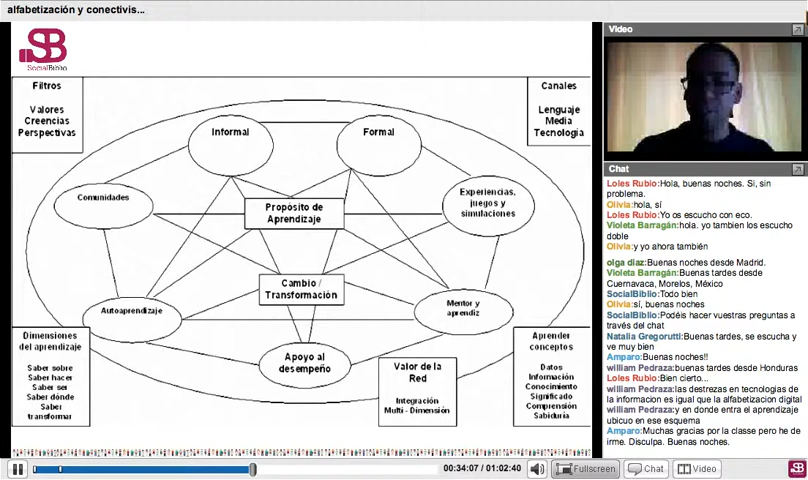 alfabetización y conectivis...
SB
SocialBiblio
Filtros
Valores
Creencias
Perspectivas
Canales
Lenguaje
Media
Tecnología
Informal
Formal
Comunidades
Propósito de
Aprendizaje
Experiencias,
juegos y
simulaciones
Cambio /
Transformación
Autoaprendizaje
Mentor y
aprendiz
Apoyo al
desempeño
Dimensiones
del aprendizaje
Saber sobre
Saber hacer
Saber ser
Saber dónde
Saber
transformar
Valor de la
Red
Integración
Multi - Dimensión
Aprender
conceptos
Datos
Información
Conocimiento
Significado
Comprensión
Sabiduría
Video
Chat
Loles Rubio:Hola, buenas noches. Si, sin
problema.
Olivia:hola, sí
Loles Rubio:Yo os escucho con eco.
Violeta Barragán:hola. yo tambien los escucho
doble
Olivia:y yo ahora también
olga diaz:Buenas noches desde Madrid.
Violeta Barragán:Buenas tardes desde
Cuernavaca, Morelos, México
SocialBiblio:Todo bien
Olivia:sí, buenas noches
SocialBiblio:Podéis hacer vuestras preguntas a
través del chat
Natalia Gregorutti:Buenas tardes, se escucha y
ve muy bien
Amparo:Buenas noches!!
william Pedraza:buenas tardes desde Honduras
Loles Rubio:Bien cierto...
william Pedraza:las destrezas en tecnologias de
la informacion es igual que la alfabetizacion digital
william Pedraza:y en donde entra el aprendizaje
ubicuo en ese esquema
Amparo:Muchas gracias por la clase pero he de
irme. Disculpa. Buenas noches.
00:34:07 / 01:02:40
Fullscreen
Chat
Video
SB